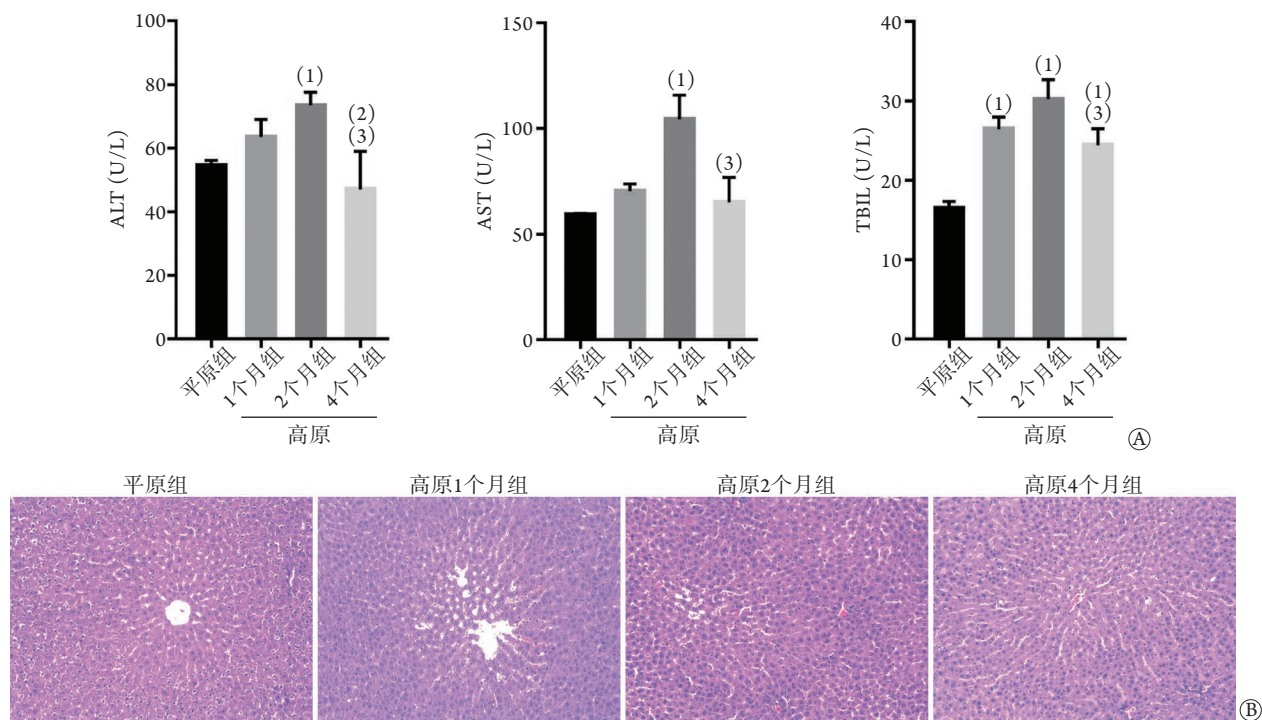 100
80
60
40
20
0
ALT (U/L)
(1)
(2)
(3)
平原组
1个月组
2个月组
4个月组
高原
150
100
50
0
AST (U/L)
(1)
(3)
平原组
1个月组
2个月组
4个月组
高原
40
30
20
10
0
TBIL (U/L)
(1)
(1)
(1)
(3)
平原组
1个月组
2个月组
4个月组
高原
Ⓐ
平原组
高原1个月组
高原2个月组
高原4个月组
Ⓑ